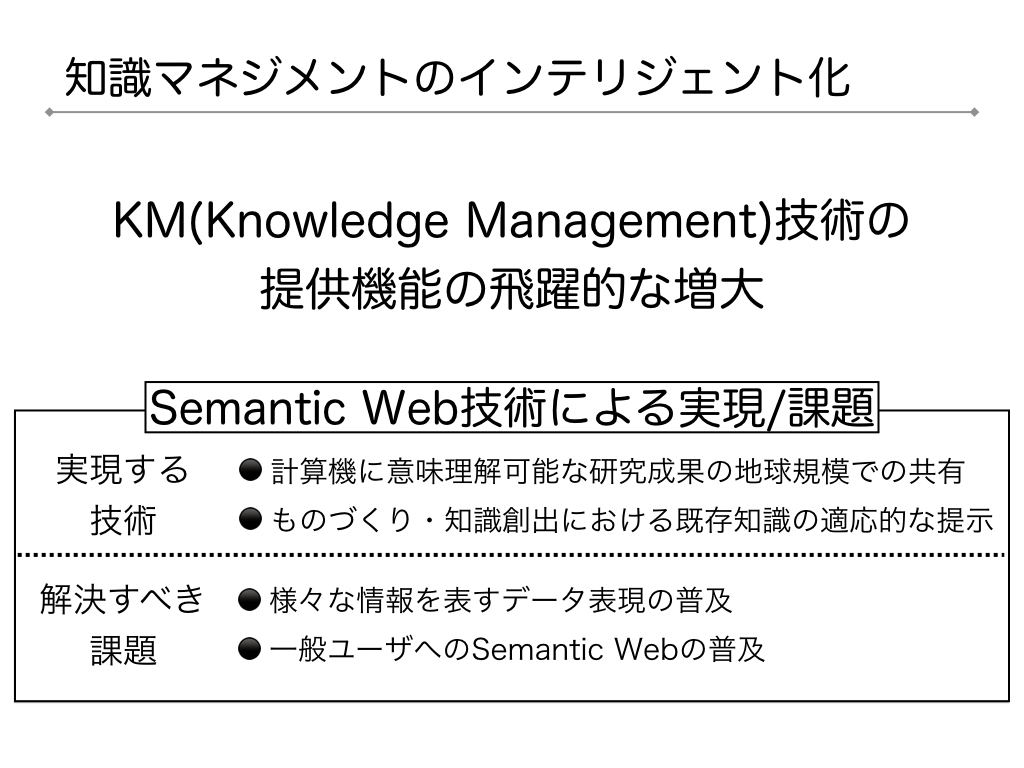 知識マネジメントのインテリジェント化
KM(Knowledge Management)技術の
提供機能の飛躍的な増大
Semantic Web技術による実現/課題
実現する
技術
● 計算機に意味理解可能な研究成果の地球規模での共有
● ものづくり・知識創出における既存知識の適応的な提示
解決すべき
課題
● 様々な情報を表すデータ表現の普及
● 一般ユーザへのSemantic Webの普及